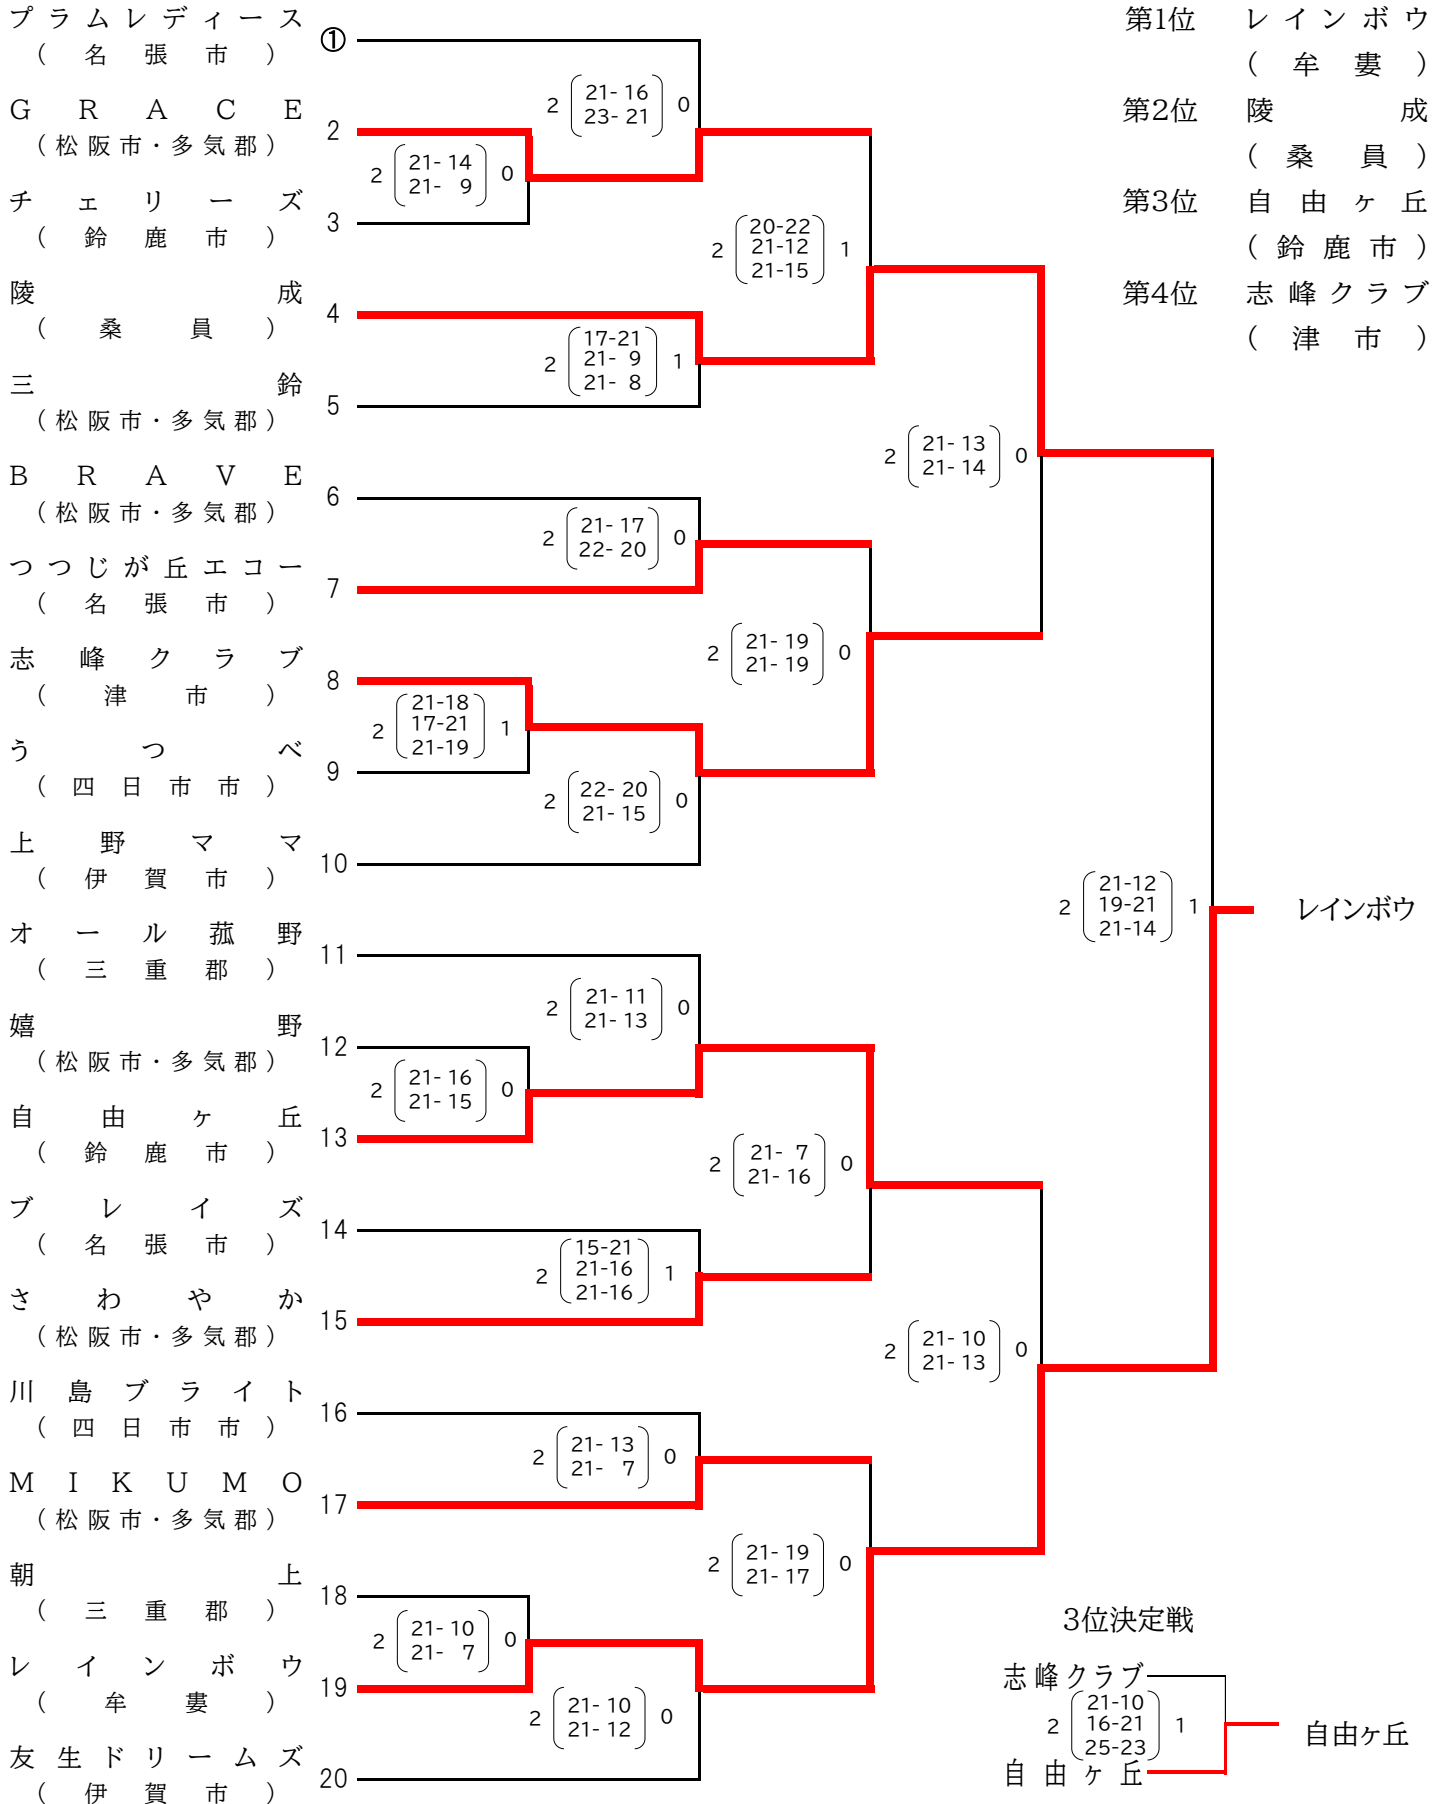 プラムレディース
（名張市）
①
GRACE
（松阪市・多気郡）
2
チェリーズ
（鈴鹿市）
3
陵成
（桑員）
4
三鈴
（松阪市・多気郡）
5
BRAVE
（松阪市・多気郡）
6
つつじが丘エコー
（名張市）
7
志峰クラブ
（津市）
8
うつべ
（四日市市）
9
上野ママ
（伊賀市）
10
オール菰野
（三重郡）
11
嬉野
（松阪市・多気郡）
12
自由ヶ丘
（鈴鹿市）
13
ブレイズ
（名張市）
14
さわやか
（松阪市・多気郡）
15
川島ブライト
（四日市市）
16
MIKUMO
（松阪市・多気郡）
17
朝上
（三重郡）
18
レインボウ
（牟婁）
19
友生ドリームズ
（伊賀市）
20
2 21-14 0
21-9
2 21-18 1
17-21
21-19
2 21-16 0
21-15
2 21-10 0
21-7
2 21-16 0
23-21
2 17-21 1
21-9
21-8
2 21-17 0
22-20
2 22-20 0
21-15
2 21-11 0
21-13
2 15-21 1
21-16
21-16
2 21-13 0
21-7
2 21-10 0
21-12
2 20-22 1
21-12
21-15
2 21-19 0
21-19
2 21-7 0
21-16
2 21-19 0
21-17
2 21-13 0
21-14
2 21-10 0
21-13
2 21-12 1
19-21
21-14
レインボウ
第1位 レインボウ
（牟婁）
第2位 陵成
（桑員）
第3位 自由ヶ丘
（鈴鹿市）
第4位 志峰クラブ
（津市）
3位決定戦
志峰クラブ
2 21-10 1
16-21
25-23
自由ヶ丘
自由ヶ丘